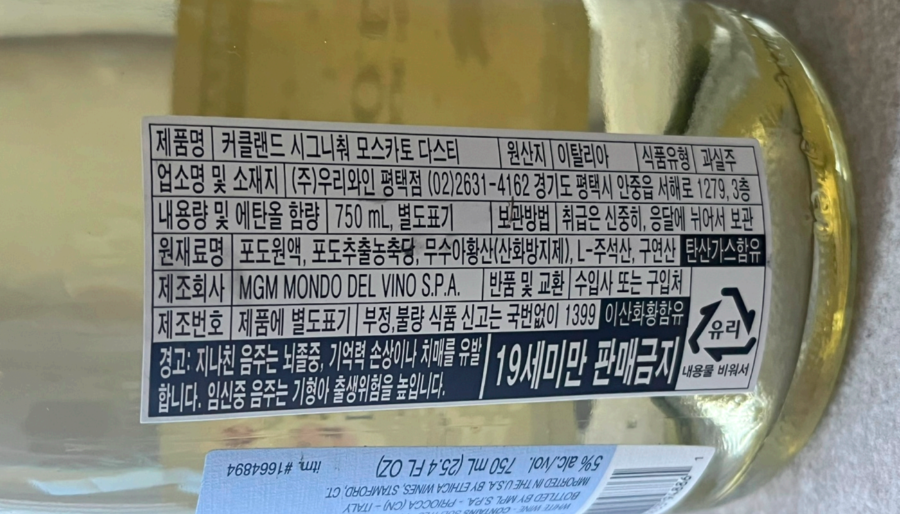 제품명 커클랜드 시그니춰 모스카토 다스티 원산지 이탈리아 식품유형 과실주
업소명 및 소재지 (주)우리와인 평택점 (02)2631-4162 경기도 평택시 안중읍 서해로 1279, 3층
내용량 및 에탄올 함량 750 mL, 별도표기 보관방법 취급은 신중히, 응달에 뉘어서 보관
원재료명 포도원액, 포도추출농축당, 무수아황산(산화방지제), L-주석산, 구연산 탄산가스함유
제조회사 MGM MONDO DEL VINO S.P.A. 반품 및 교환 수입사 또는 구입처
제조번호 제품에 별도표기 부정,불량 식품 신고는 국번없이 1399 이산화황함유
경고: 지나친 음주는 뇌졸중, 기억력 손상이나 치매를 유발
합니다. 임신중 음주는 기형아 출생위험을 높입니다.
19세미만 판매금지
유리
내용물 비워서
WHITE WINE - CONTAINS
BOTTLED BY MPL S.P.A. - PRIOCCA (CN) - ITALY
IMPORTED IN THE U.S.A. BY ETHICA WINES, STAMFORD, CT.
5% alc./vol. 750 mL (25.4 FL OZ) itm. #1664894